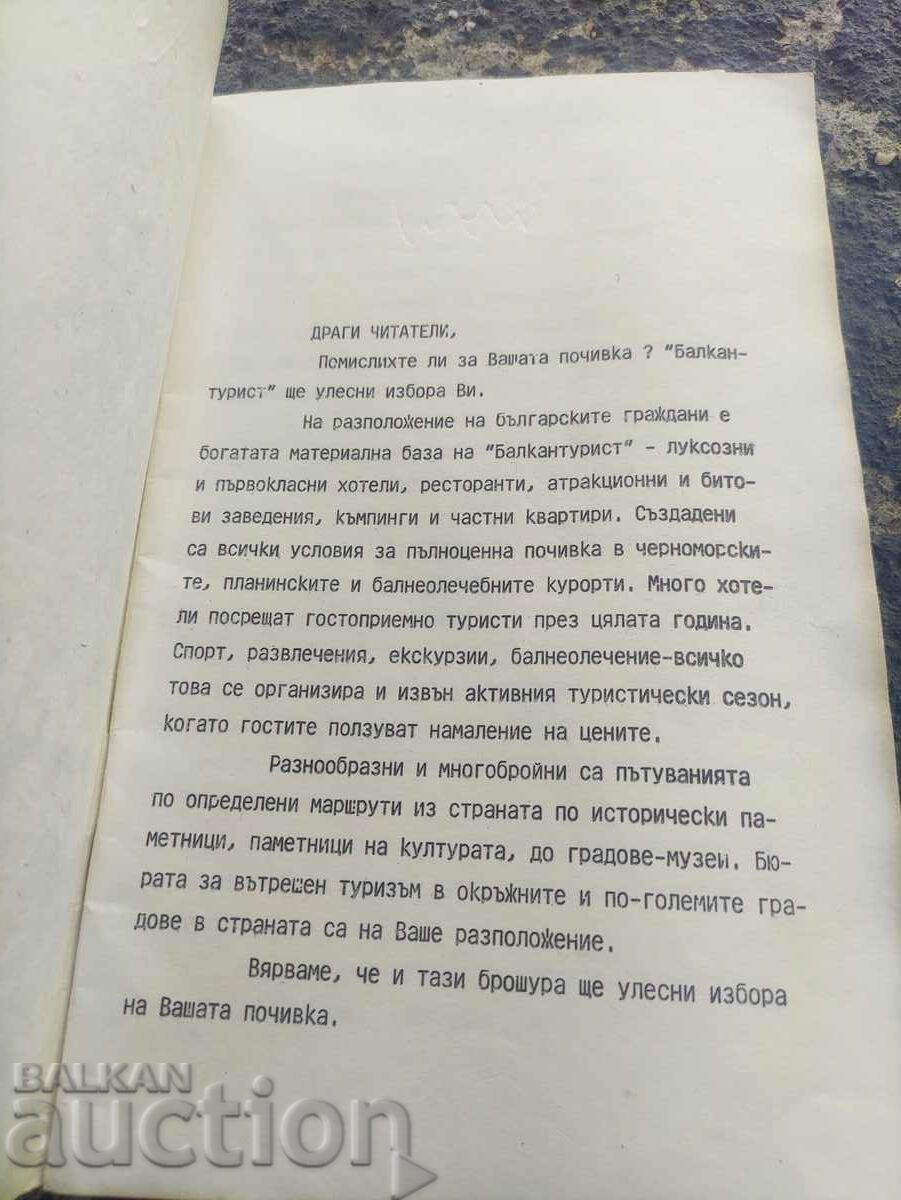 ДРАГИ ЧИТАТЕЛИ,
Помислихте ли за Вашата почивка ? "Балкан-
турист" ще улесни избора Ви.
На разположение на българските граждани е
богатата материална база на "Балкантурист" - луксозни
и първокласни хотели, ресторанти, атракционни и бито-
ви заведения, къмпинги и частни квартири. Създадени
са всички условия за пълноценна почивка в черноморски-
те, планинските и балнеолечебните курорти. Много хоте-
ли посрещат гостоприемно туристи през цялата година.
Спорт, развлечения, екскурзии, балнеолечение-всичко
това се организира и извън активния туристически сезон,
когато гостите ползуват намаление на цените.
Разнообразни и многобройни са пътуванията
по определени маршрути из страната по исторически па-
метници, паметници на културата, до градове-музеи. Бю-
рата за вътрешен туризъм в окръжните и по-големите гра-
дове в страната са на Ваше разположение.
Вярваме, че и тази брошура ще улесни избора
на Вашата почивка.
BALKAN
auction